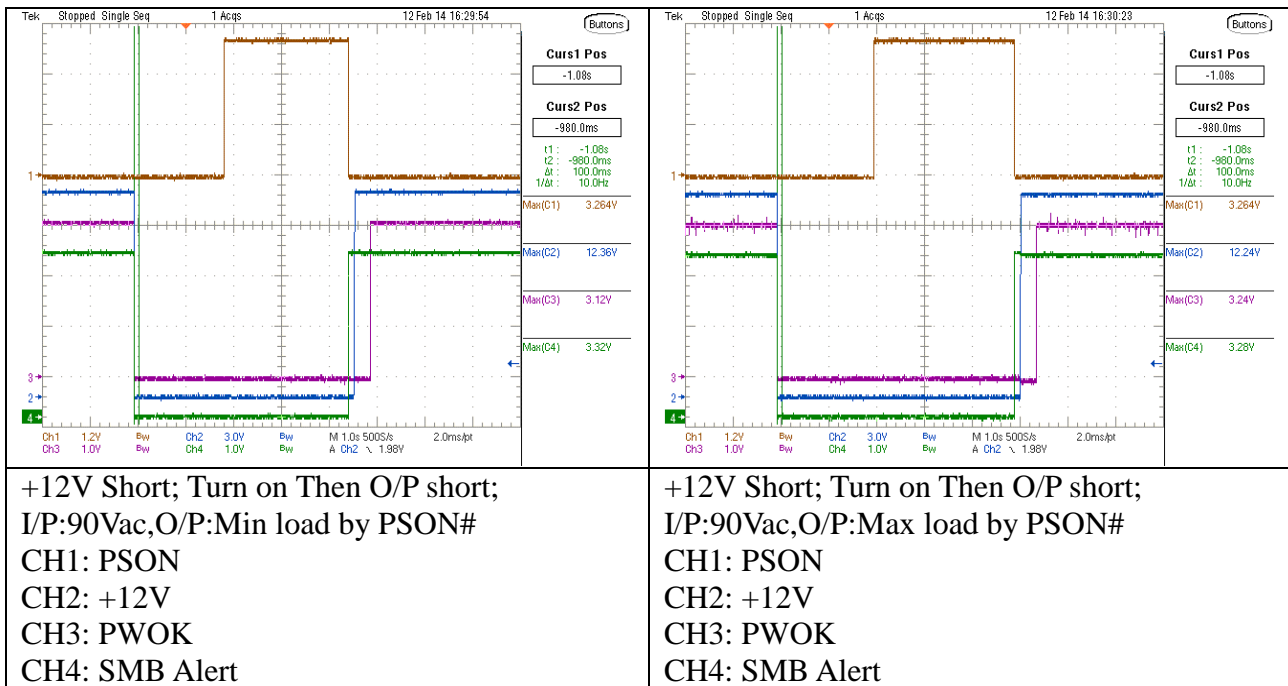 Tek Stopped Single Seq 1 Acqs 12 Feb 14 16:29:54
Buttons
Curs1 Pos
-1.08s
Curs2 Pos
-980.0ms
t1 : -1.08s
t2 : -980.0ms
Δt : 100.0ms
1/Δt : 10.0Hz
1
Max(C1) 3.264V
Max(C2) 12.36V
Max(C3) 3.12V
Max(C4) 3.32V
3
2
4
Ch1 1.2V Bw Ch2 3.0V Bw M 1.0s 500S/s 2.0ms/pt
Ch3 1.0V Bw Ch4 1.0V Bw A Ch2 \ 1.98V
+12V Short; Turn on Then O/P short;
I/P:90Vac,O/P:Min load by PSON#
CH1: PSON
CH2: +12V
CH3: PWOK
CH4: SMB Alert
Tek Stopped Single Seq 1 Acqs 12 Feb 14 16:30:23
Buttons
Curs1 Pos
-1.08s
Curs2 Pos
-980.0ms
t1 : -1.08s
t2 : -980.0ms
Δt : 100.0ms
1/Δt : 10.0Hz
1
Max(C1) 3.264V
Max(C2) 12.24V
Max(C3) 3.24V
Max(C4) 3.28V
3
2
4
Ch1 1.2V Bw Ch2 3.0V Bw M 1.0s 500S/s 2.0ms/pt
Ch3 1.0V Bw Ch4 1.0V Bw A Ch2 \ 1.98V
+12V Short; Turn on Then O/P short;
I/P:90Vac,O/P:Max load by PSON#
CH1: PSON
CH2: +12V
CH3: PWOK
CH4: SMB Alert